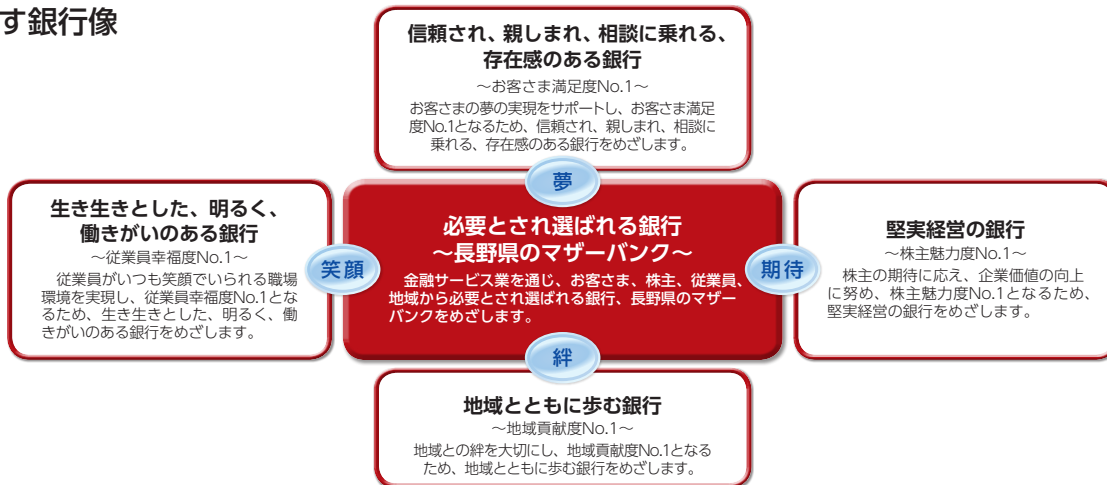 す銀行像
信頼され、親しまれ、相談に乗れる、
存在感のある銀行
～お客さま満足度No.1～
お客さまの夢の実現をサポートし、お客さま満足
度No.1となるため、信頼され、親しまれ、相談に
乗れる、存在感のある銀行をめざします。
夢
生き生きとした、明るく、
働きがいのある銀行
～従業員幸福度No.1～
従業員がいつも笑顔でいられる職場
環境を実現し、従業員幸福度No.1とな
るため、生き生きとした、明るく、働
きがいのある銀行をめざします。
笑顔
必要とされ選ばれる銀行
～長野県のマザーバンク～
金融サービス業を通じ、お客さま、株主、従業員、
地域から必要とされ選ばれる銀行、長野県のマザー
バンクをめざします。
期待
堅実経営の銀行
～株主魅力度No.1～
株主の期待に応え、企業価値の向上
に努め、株主魅力度No.1となるため、
堅実経営の銀行をめざします。
絆
地域とともに歩む銀行
～地域貢献度No.1～
地域との絆を大切にし、地域貢献度No.1となる
ため、地域とともに歩む銀行をめざします。